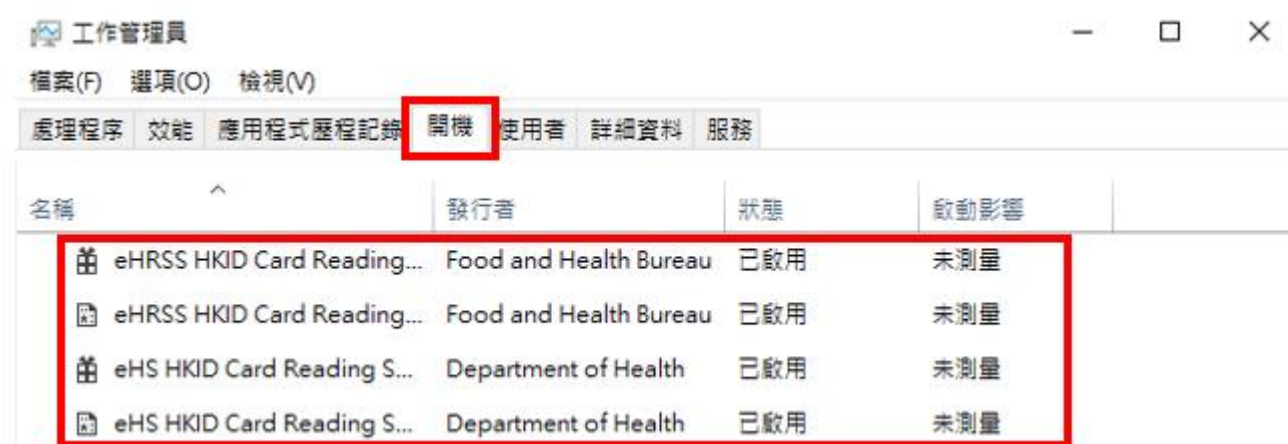 工作管理員
檔案(F) 選項(O) 檢視(V)
處理程序 效能 應用程式歷程記錄 開機 使用者 詳細資料 服務
名稱 發行者 狀態 啟動影響
eHRSS HKID Card Reading... Food and Health Bureau 已啟用 未測量
eHRSS HKID Card Reading... Food and Health Bureau 已啟用 未測量
eHS HKID Card Reading S... Department of Health 已啟用 未測量
eHS HKID Card Reading S... Department of Health 已啟用 未測量